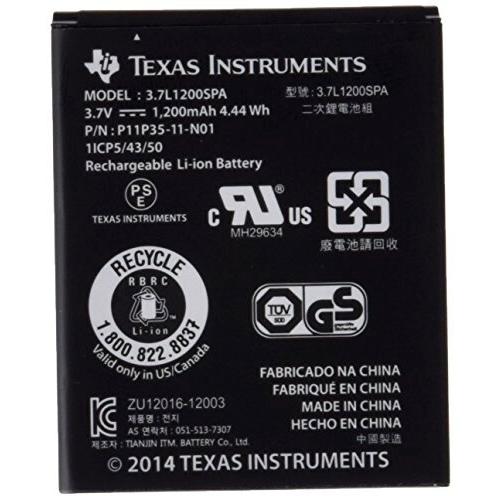 TEXAS INSTRUMENTS
MODEL : 3.7L1200SPA
型號 : 3.7L1200SPA
3.7V 1,200mAh 4.44 Wh
二次鋰電池組
P/N : P11P35-11-N01
1ICP5/43/50
Rechargeable Li-ion Battery
PS
E
TEXAS INSTRUMENTS
C RU US
MH29634
廢電池請回收
RECYCLE
RBRC
Li-ion
1.800.822.8837
Valid only in US/Canada
TÜV
SÜD
GS
FABRICADO NA CHINA
FABRIQUÉ EN CHINE
MADE IN CHINA
HECHO EN CHINA
中國製造
ZU12016-12003
제품명 : 전지
AS 연락처 : 051-513-7307
제조자 : TIANJIN ITM. BATTERY Co., LTD.
© 2014 TEXAS INSTRUMENTS